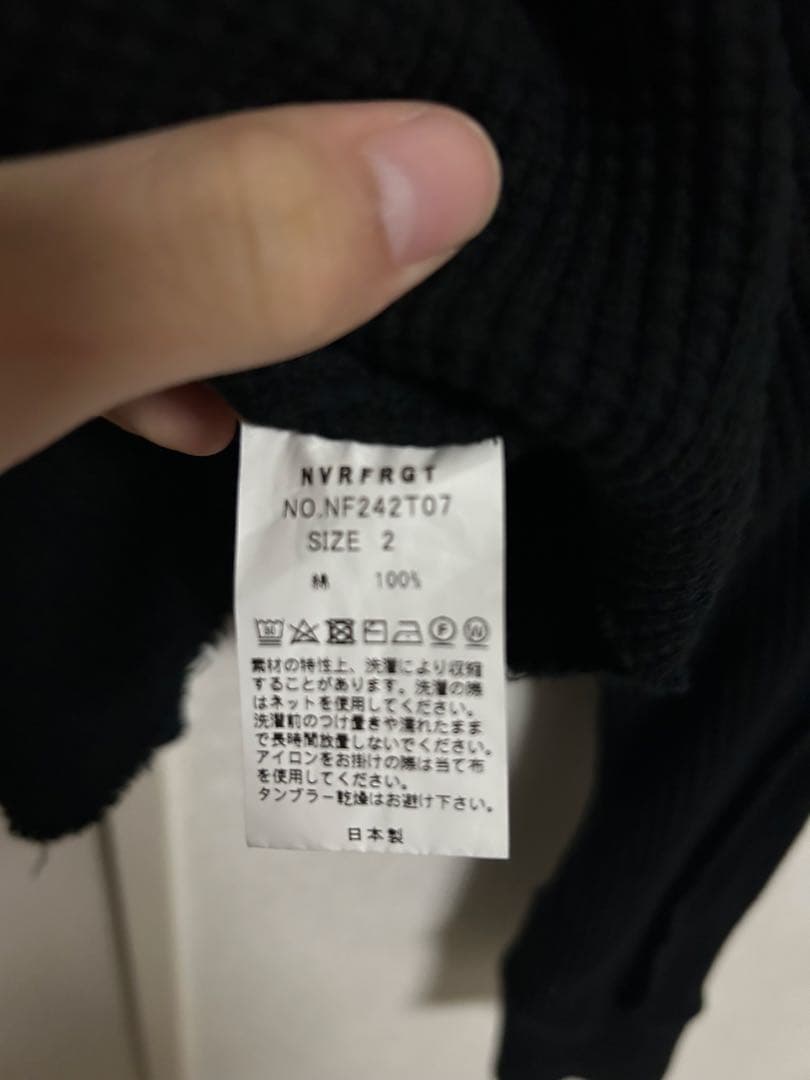 NVRFRGT
NO.NF242T07
SIZE 2
綿 100%
素材の特性上、洗濯により収縮
することがあります。洗濯の際
はネットを使用してください。
洗濯前のつけ置きや濡れたまま
で長時間放置しないでください。
アイロンをお掛けの際は当て布
を使用してください。
タンブラー乾燥はお避け下さい。
日本製